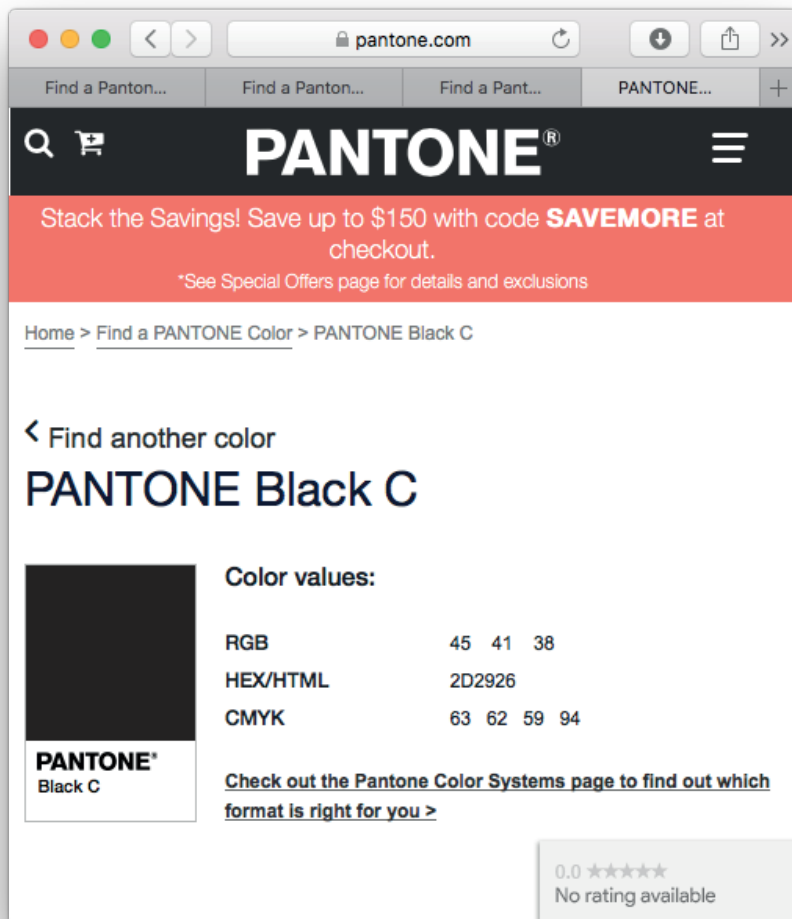 pantone.com
Find a Panton... Find a Panton... Find a Pant... PANTONE... +
PANTONE®
Stack the Savings! Save up to $150 with code SAVEMORE at
checkout.
*See Special Offers page for details and exclusions
Home > Find a PANTONE Color > PANTONE Black C
Find another color
PANTONE Black C
Color values:
RGB 45 41 38
HEX/HTML 2D2926
CMYK 63 62 59 94
PANTONE®
Black C
Check out the Pantone Color Systems page to find out which
format is right for you >
0.0 ★★★★★
No rating available